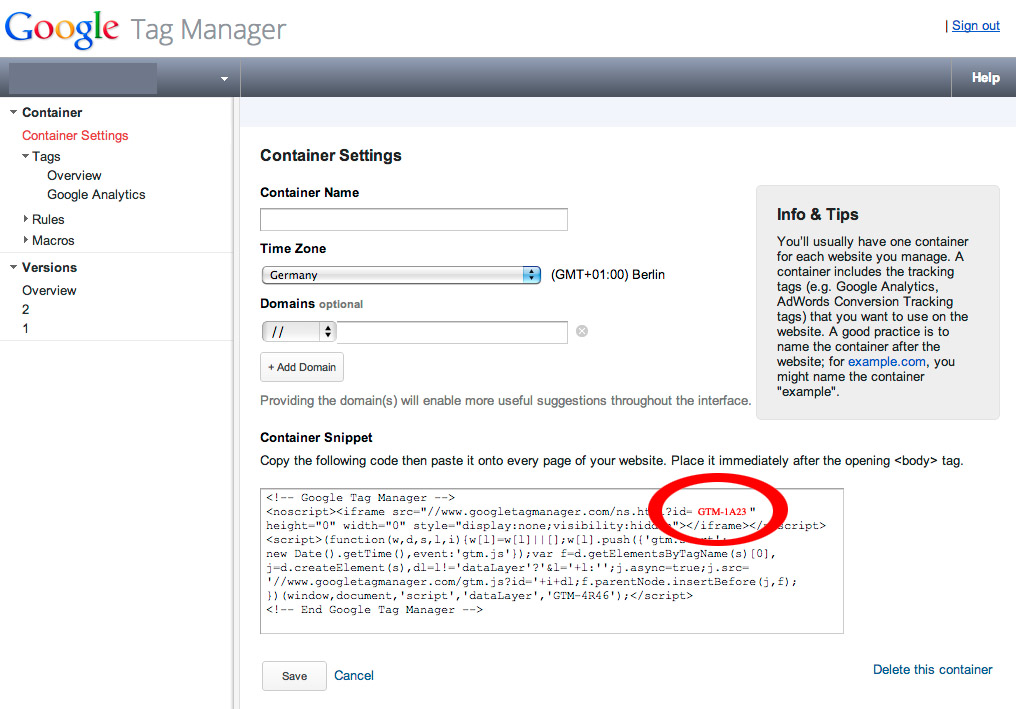 Google Tag Manager
| Sign out
Help
Container
Container Settings
Tags
Overview
Google Analytics
Rules
Macros
Versions
Overview
2
1
Container Settings
Container Name
Time Zone
Germany (GMT+01:00) Berlin
Domains optional
//
+ Add Domain
Providing the domain(s) will enable more useful suggestions throughout the interface.
Info & Tips
You'll usually have one container
for each website you manage. A
container includes the tracking
tags (e.g. Google Analytics,
AdWords Conversion Tracking
tags) that you want to use on the
website. A good practice is to
name the container after the
website; for example.com, you
might name the container
"example".
Container Snippet
Copy the following code then paste it onto every page of your website. Place it immediately after the opening <body> tag.
<!-- Google Tag Manager -->
<noscript><iframe src="//www.googletagmanager.com/ns.ht ?id= GTM-1A23 "
height="0" width="0" style="display:none;visibility:hidden"></iframe></ script>
<script>(function(w,d,s,l,i){w[l]=w[l]||[];w[l].push({'gtm.start':
new Date().getTime(),event:'gtm.js'});var f=d.getElementsByTagName(s)[0],
j=d.createElement(s),dl=l!='dataLayer'?'&l='+l:'';j.async=true;j.src=
'//www.googletagmanager.com/gtm.js?id='+i+dl;f.parentNode.insertBefore(j,f);
})(window,document,'script','dataLayer','GTM-4R46');</script>
<!-- End Google Tag Manager -->
Save Cancel
Delete this container